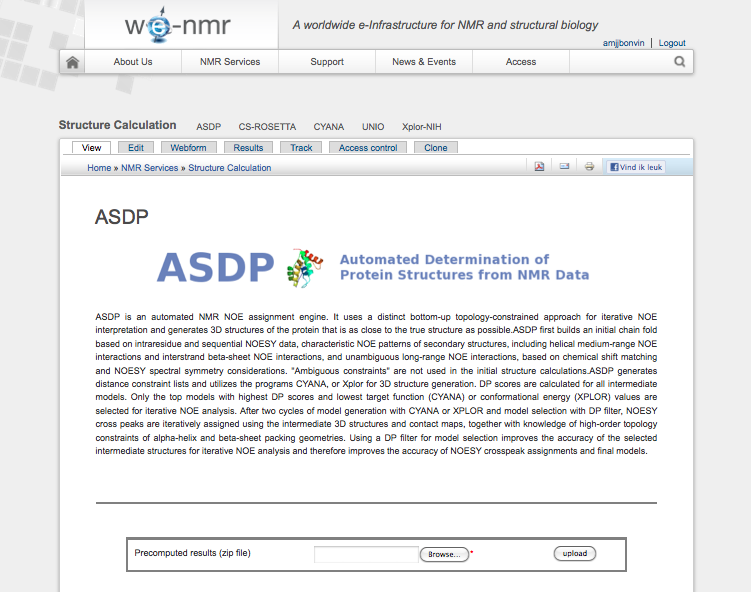 we-nmr
A worldwide e-Infrastructure for NMR and structural biology
amjjbonvin | Logout
About Us NMR Services Support News & Events Access
Structure Calculation ASDP CS-ROSETTA CYANA UNIO Xplor-NIH
View Edit Webform Results Track Access control Clone
Home » NMR Services » Structure Calculation Vind ik leuk
ASDP
ASDP Automated Determination of
Protein Structures from NMR Data
ASDP is an automated NMR NOE assignment engine. It uses a distinct bottom-up topology-constrained approach for iterative NOE
interpretation and generates 3D structures of the protein that is as close to the true structure as possible.ASDP first builds an initial chain fold
based on intraresidue and sequential NOESY data, characteristic NOE patterns of secondary structures, including helical medium-range NOE
interactions and interstrand beta-sheet NOE interactions, and unambiguous long-range NOE interactions, based on chemical shift matching
and NOESY spectral symmetry considerations. "Ambiguous constraints" are not used in the initial structure calculations.ASDP generates
distance constraint lists and utilizes the programs CYANA, or Xplor for 3D structure generation. DP scores are calculated for all intermediate
models. Only the top models with highest DP scores and lowest target function (CYANA) or conformational energy (XPLOR) values are
selected for iterative NOE analysis. After two cycles of model generation with CYANA or XPLOR and model selection with DP filter, NOESY
cross peaks are iteratively assigned using the intermediate 3D structures and contact maps, together with knowledge of high-order topology
constraints of alpha-helix and beta-sheet packing geometries. Using a DP filter for model selection improves the accuracy of the selected
intermediate structures for iterative NOE analysis and therefore improves the accuracy of NOESY crosspeak assignments and final models.
Precomputed results (zip file) Browse... * upload